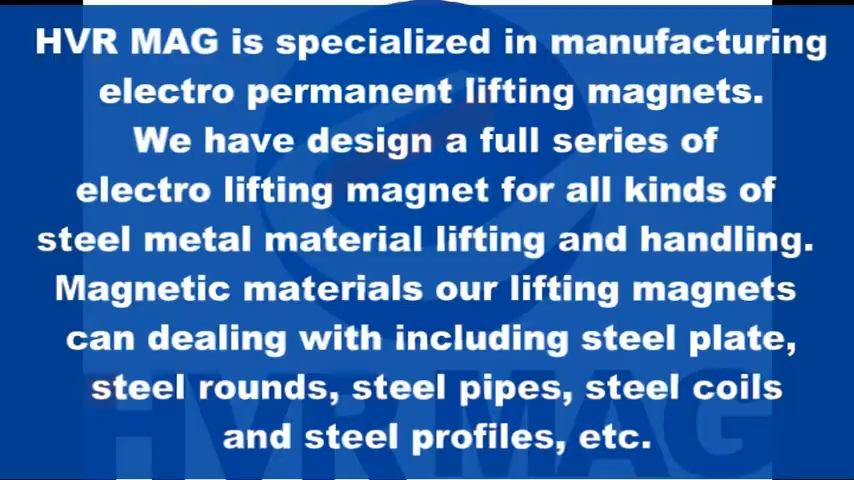 HVR MAG is specialized in manufacturing
electro permanent lifting magnets.
We have design a full series of
electro lifting magnet for all kinds of
steel metal material lifting and handling.
Magnetic materials our lifting magnets
can dealing with including steel plate,
steel rounds, steel pipes, steel coils
and steel profiles, etc.
HVR MAG